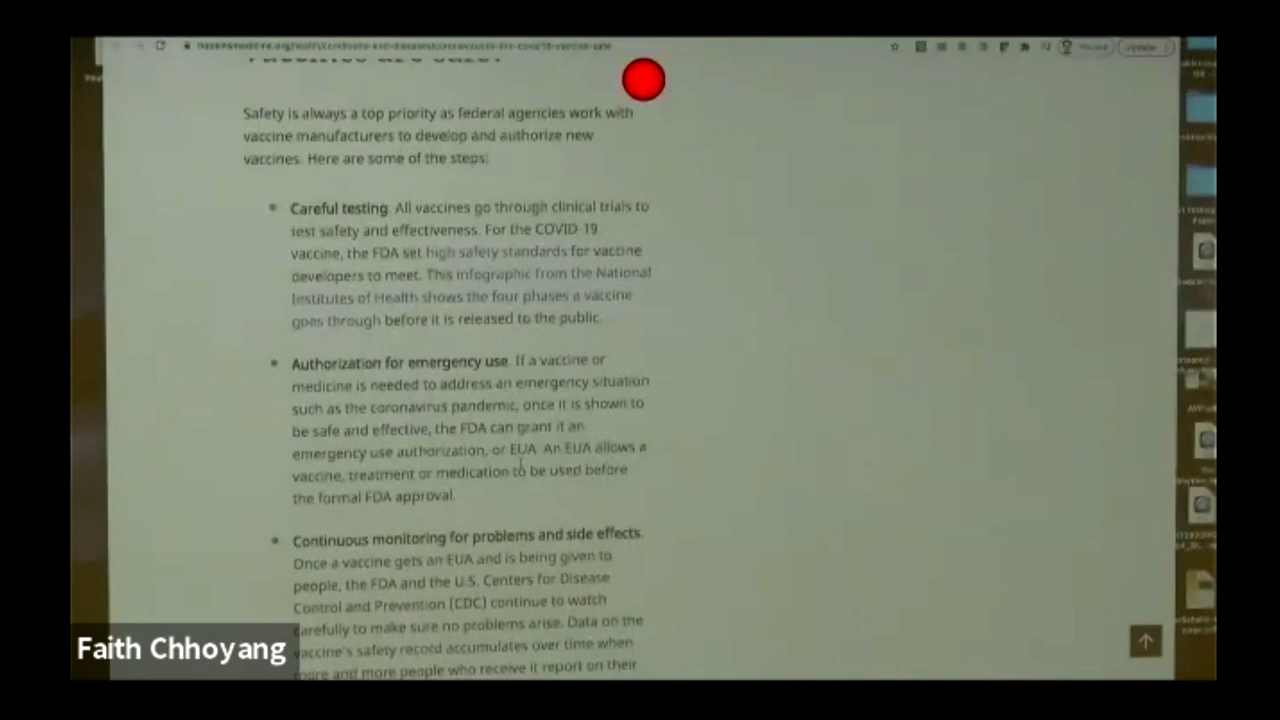 Safety is always a top priority as federal agencies work with
vaccine manufacturers to develop and authorize new
vaccines. Here are some of the steps:
Careful testing. All vaccines go through clinical trials to
test safety and effectiveness. For the COVID-19
vaccine, the FDA set high safety standards for vaccine
developers to meet. This infographic from the National
Institutes of Health shows the four phases a vaccine
goes through before it is released to the public.
Authorization for emergency use. If a vaccine or
medicine is needed to address an emergency situation
such as the coronavirus pandemic, once it is shown to
be safe and effective, the FDA can grant it an
emergency use authorization, or EUA. An EUA allows a
vaccine, treatment or medication to be used before
the formal FDA approval.
Continuous monitoring for problems and side effects.
Once a vaccine gets an EUA and is being given to
people, the FDA and the U.S. Centers for Disease
Control and Prevention (CDC) continue to watch
carefully to make sure no problems arise. Data on the
vaccine's safety record accumulates over time when
more and more people who receive it report on their
Faith Chhoyang